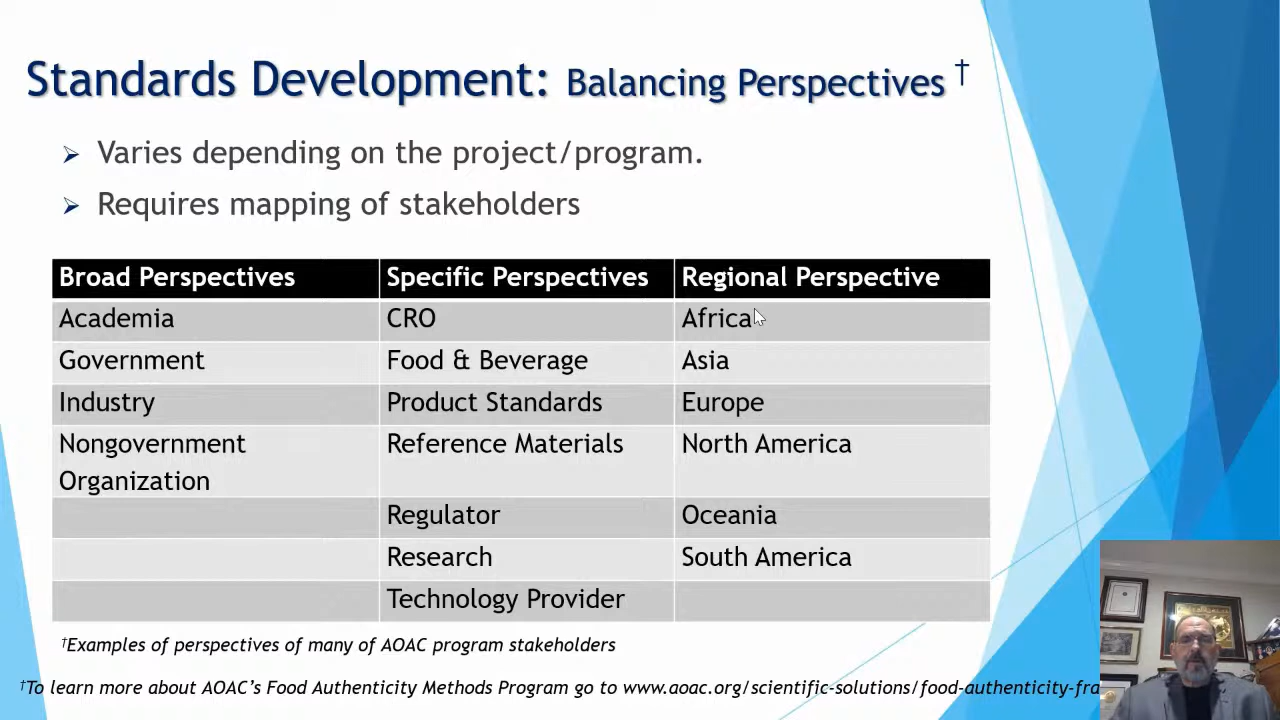 Standards Development: Balancing Perspectives †
Varies depending on the project/program.
Requires mapping of stakeholders
Broad Perspectives Specific Perspectives Regional Perspective
Academia CRO Africa
Government Food & Beverage Asia
Industry Product Standards Europe
Nongovernment Organization Reference Materials North America
Regulator Oceania
Research South America
Technology Provider
†Examples of perspectives of many of AOAC program stakeholders
†To learn more about AOAC's Food Authenticity Methods Program go to www.aoac.org/scientific-solutions/food-authenticity-fra